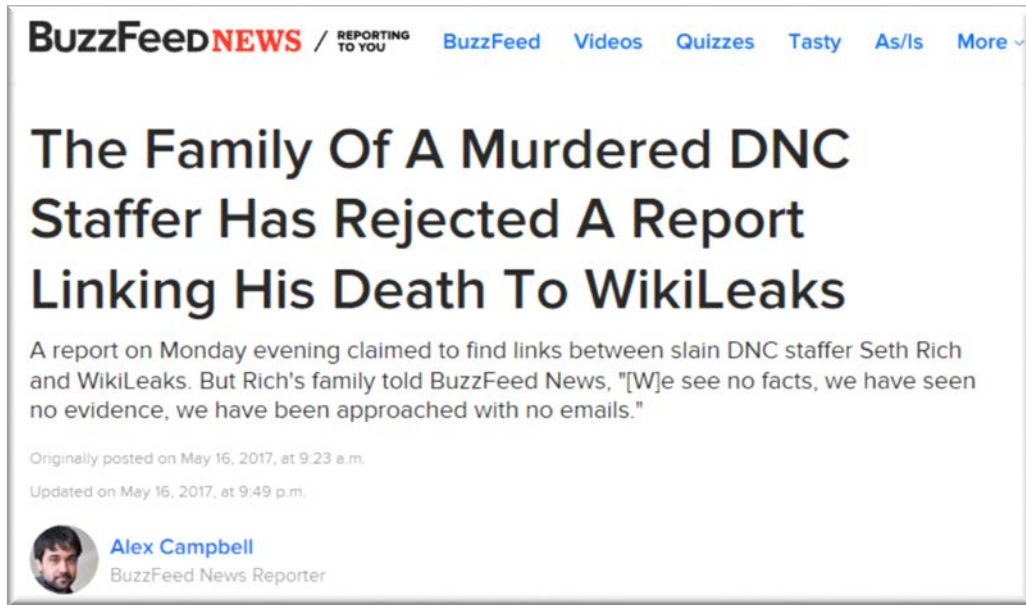 BuzzFeed NEWS / REPORTING TO YOU BuzzFeed Videos Quizzes Tasty As/Is More
The Family Of A Murdered DNC
Staffer Has Rejected A Report
Linking His Death To WikiLeaks
A report on Monday evening claimed to find links between slain DNC staffer Seth Rich
and WikiLeaks. But Rich's family told BuzzFeed News, "[W]e see no facts, we have seen
no evidence, we have been approached with no emails."
Originally posted on May 16, 2017, at 9:23 a.m.
Updated on May 16, 2017, at 9:49 p.m.
Alex Campbell
BuzzFeed News Reporter